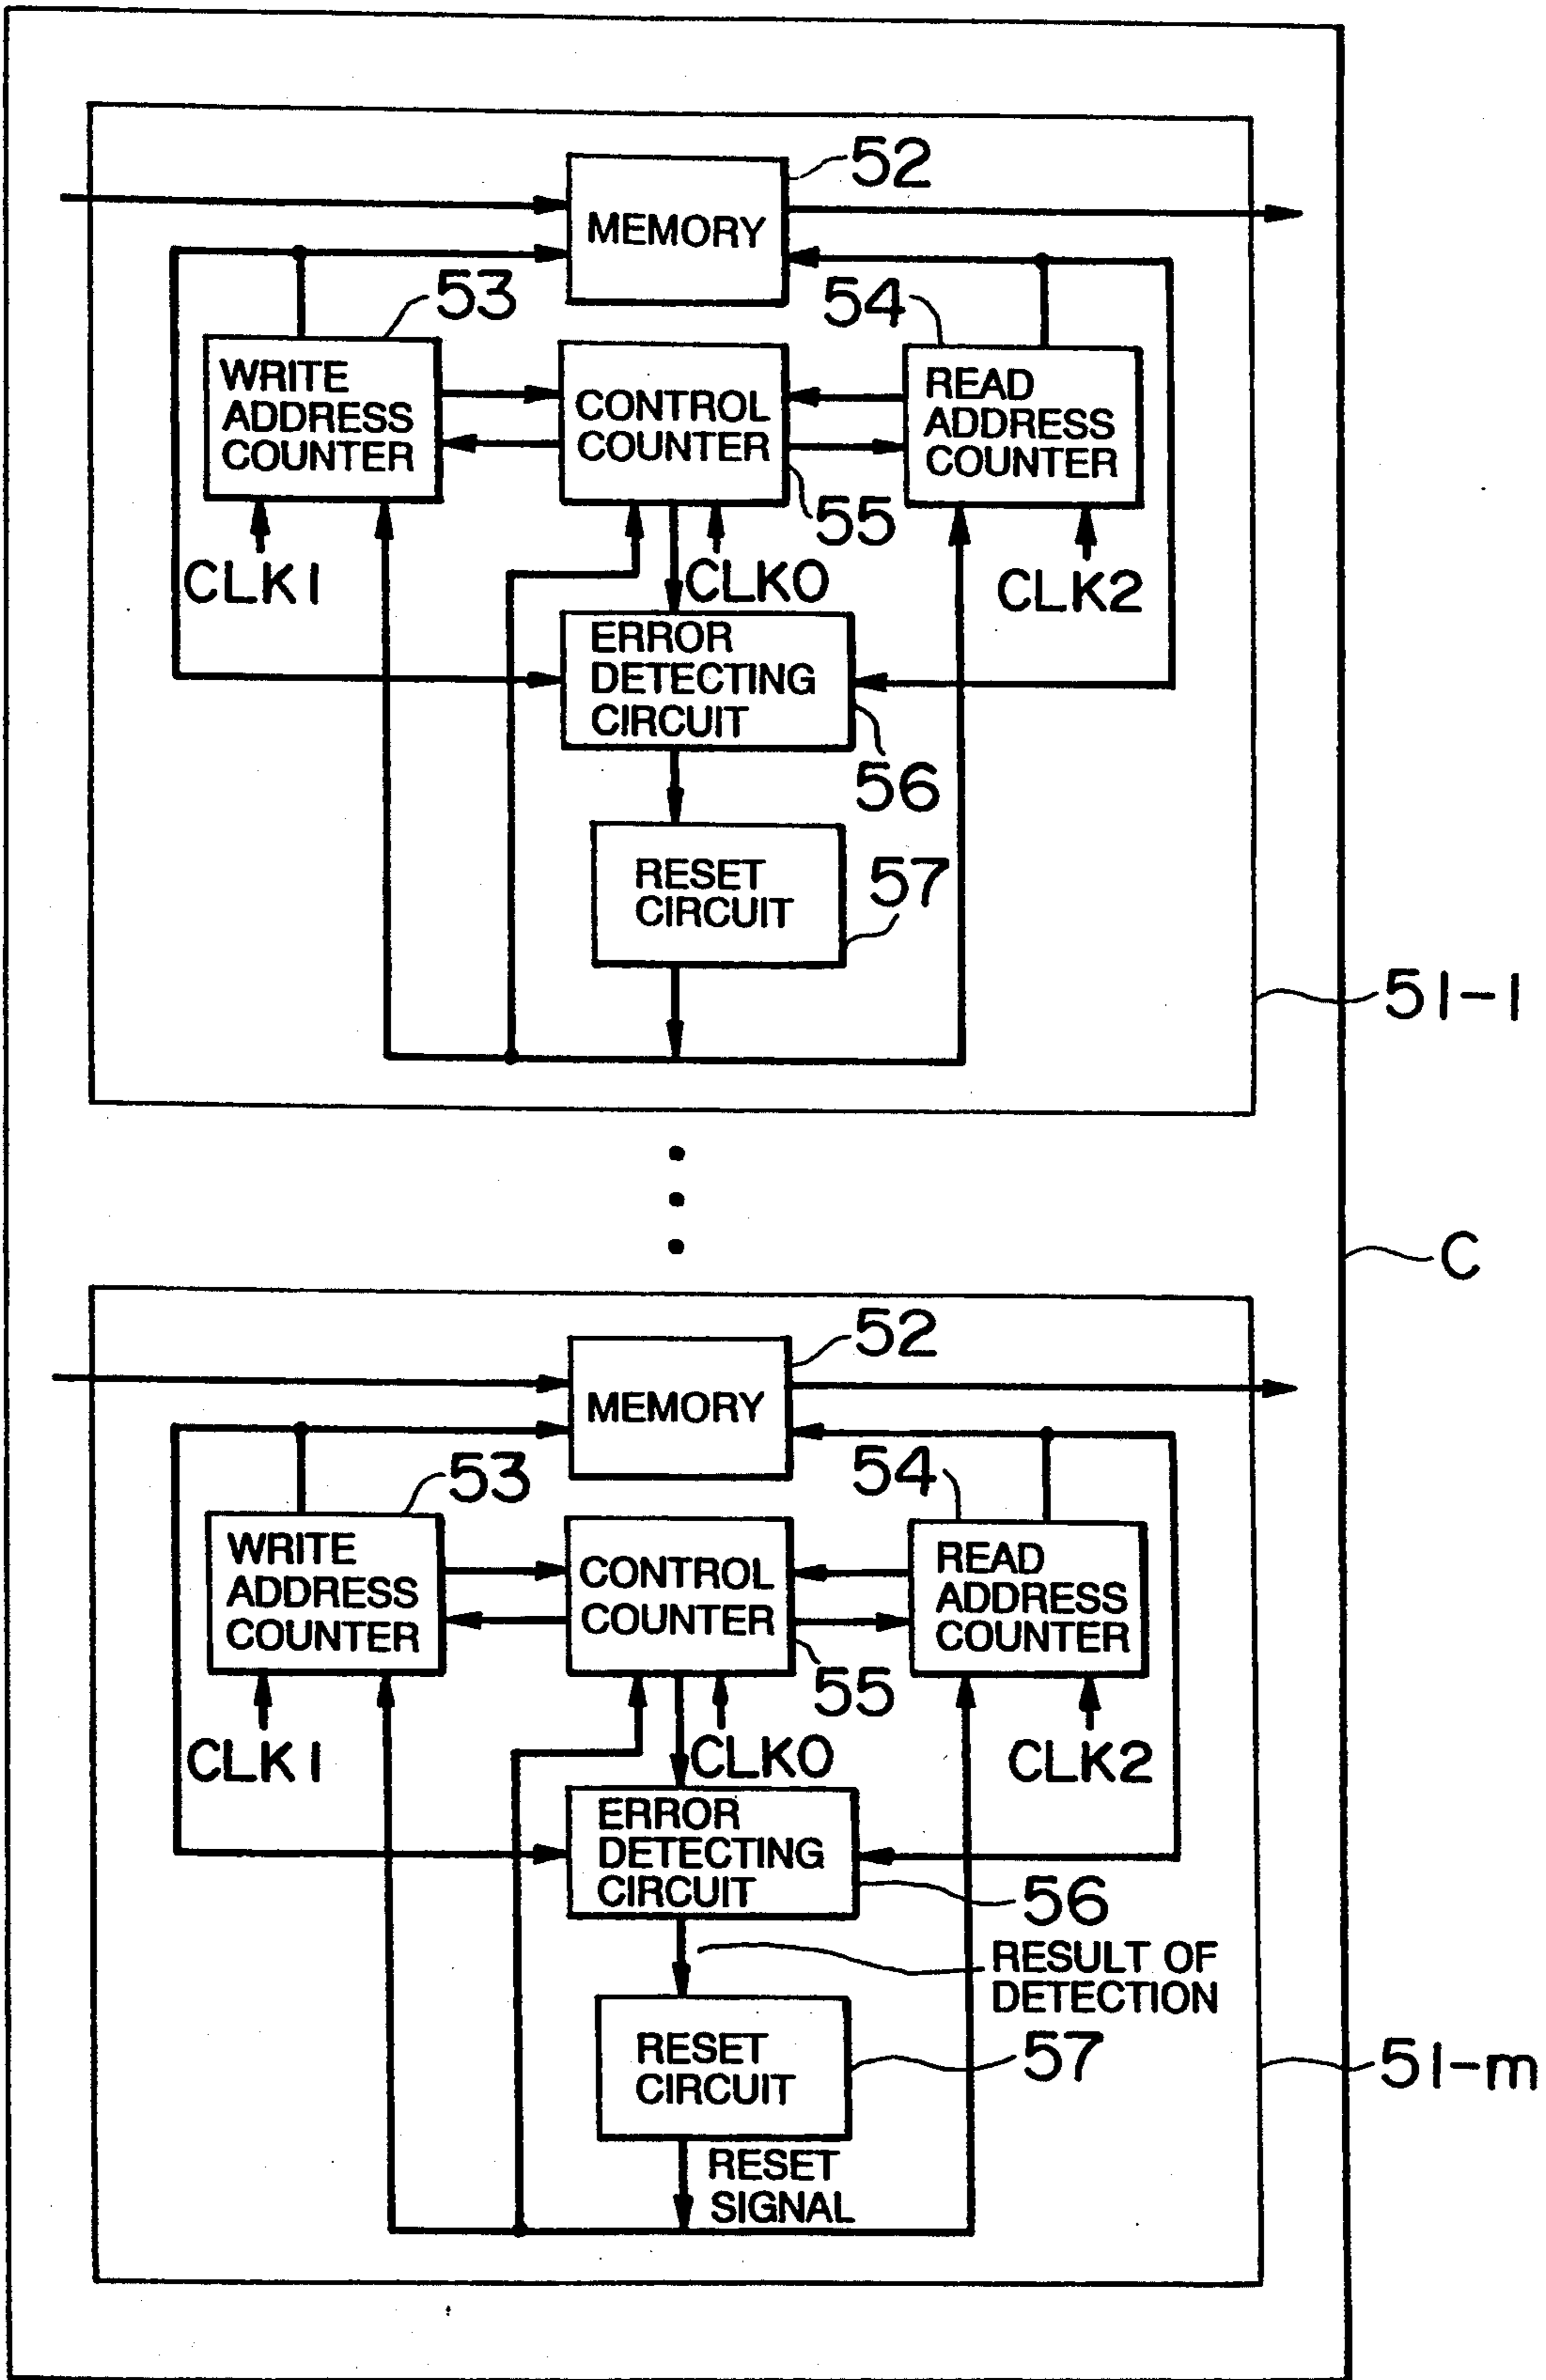 52
MEMORY
53
54
WRITE
ADDRESS
COUNTER
CONTROL
COUNTER
READ
ADDRESS
COUNTER
55
CLK1
CLK0
CLK2
ERROR
DETECTING
CIRCUIT
56
RESET
CIRCUIT
57
51-1
C
52
MEMORY
53
54
WRITE
ADDRESS
COUNTER
CONTROL
COUNTER
READ
ADDRESS
COUNTER
55
CLK1
CLK0
CLK2
ERROR
DETECTING
CIRCUIT
56
RESULT OF
DETECTION
RESET
CIRCUIT
57
51-m
RESET
SIGNAL